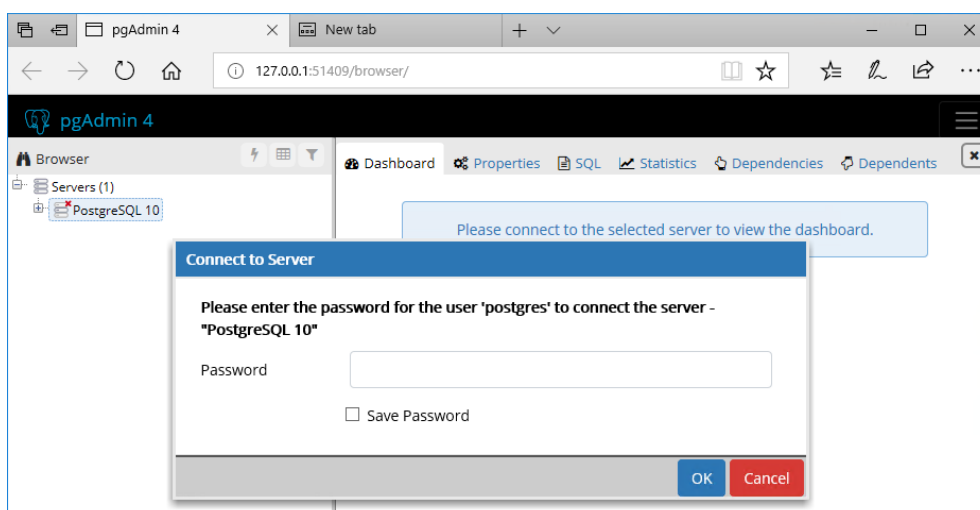 pgAdmin 4
New tab
127.0.0.1:51409/browser/
pgAdmin 4
Browser
Dashboard Properties SQL Statistics Dependencies Dependents
Servers (1)
PostgreSQL 10
Please connect to the selected server to view the dashboard.
Connect to Server
Please enter the password for the user 'postgres' to connect the server -
"PostgreSQL 10"
Password
Save Password
OK Cancel